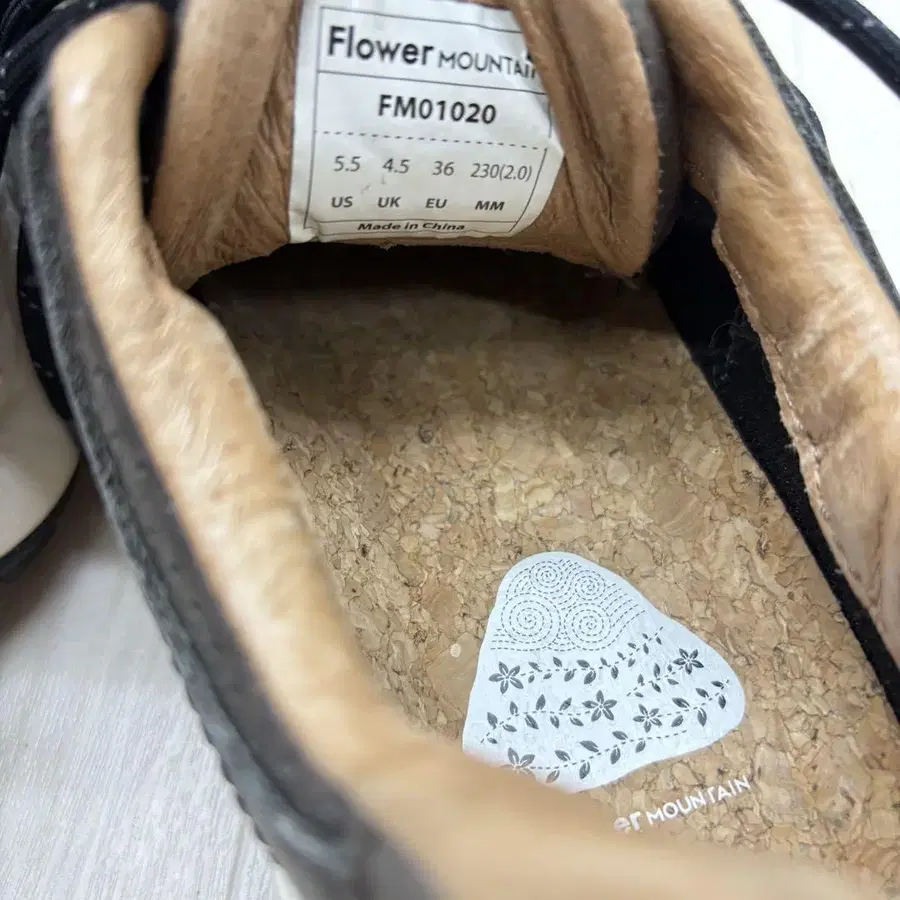 Flower MOUNTAIN
FM01020
5.5 4.5 36 230(2.0)
US UK EU MM
Made in China
er MOUNTAIN